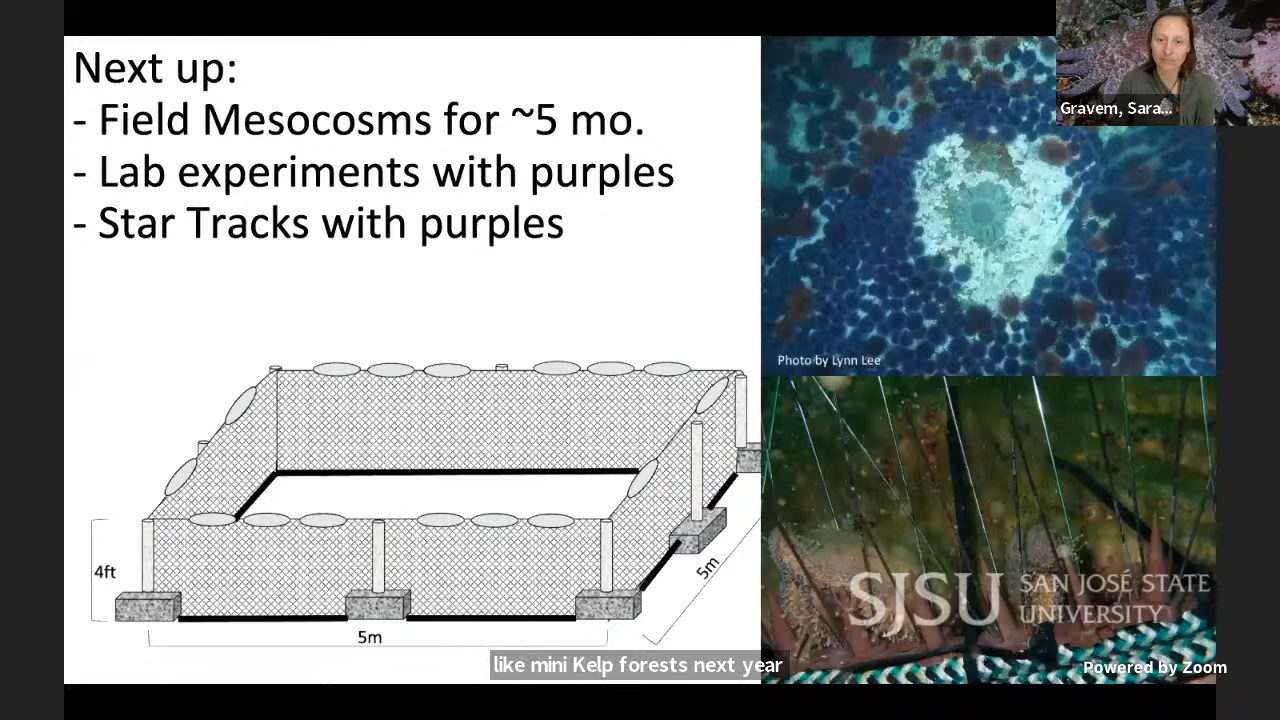 Next up:
- Field Mesocosms for ~5 mo.
- Lab experiments with purples
- Star Tracks with purples
Gravem, Sara...
Photo by Lynn Lee
4ft
5m
5m
SJSU SAN JOSÉ STATE
UNIVERSITY
like mini Kelp forests next year
Powered by Zoom